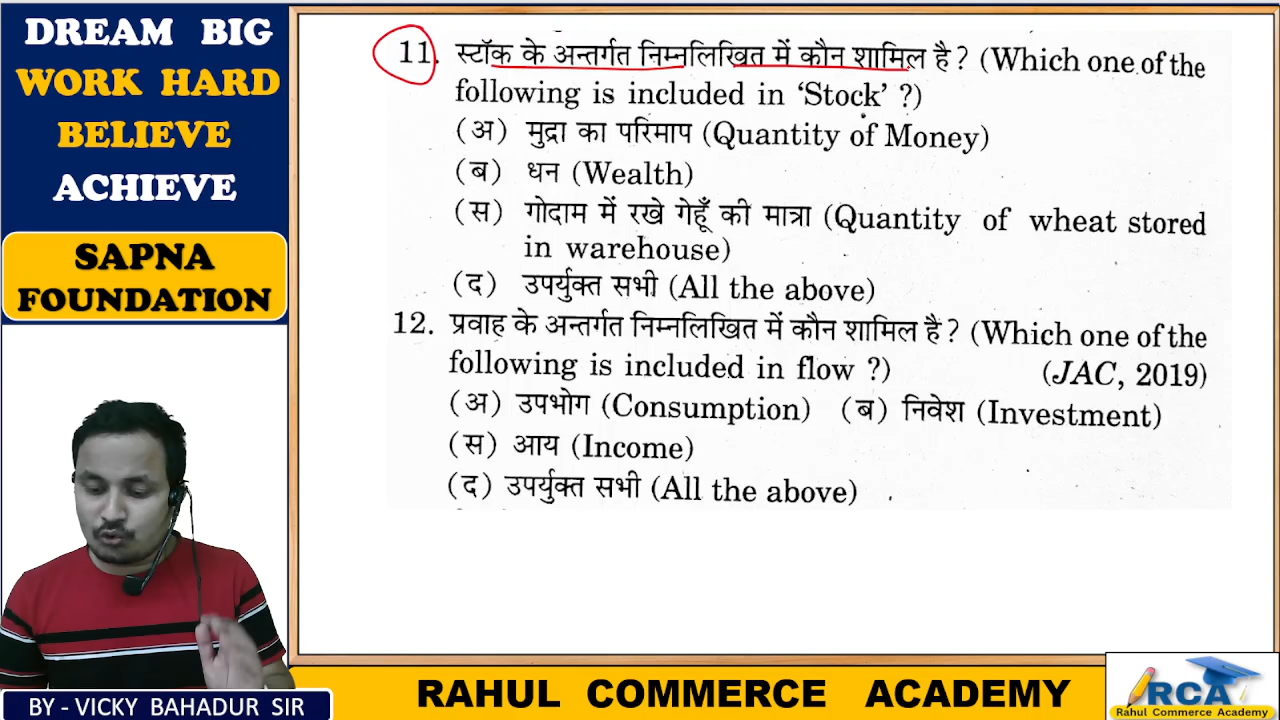 DREAM BIG
WORK HARD
BELIEVE
ACHIEVE
SAPNA
FOUNDATION
11. स्टॉक के अन्तर्गत निम्नलिखित में कौन शामिल है? (Which one of the
following is included in ‘Stock’ ?)
(अ) मुद्रा का परिमाप (Quantity of Money)
(ब) धन (Wealth)
(स) गोदाम में रखे गेहूँ की मात्रा (Quantity of wheat stored
in warehouse)
(द) उपर्युक्त सभी (All the above)
12. प्रवाह के अन्तर्गत निम्नलिखित में कौन शामिल है? (Which one of the
following is included in flow ?) (JAC, 2019)
(अ) उपभोग (Consumption) (ब) निवेश (Investment)
(स) आय (Income)
(द) उपर्युक्त सभी (All the above)
BY - VICKY BAHADUR SIR
RAHUL COMMERCE ACADEMY
RCA
Rahul Commerce Academy